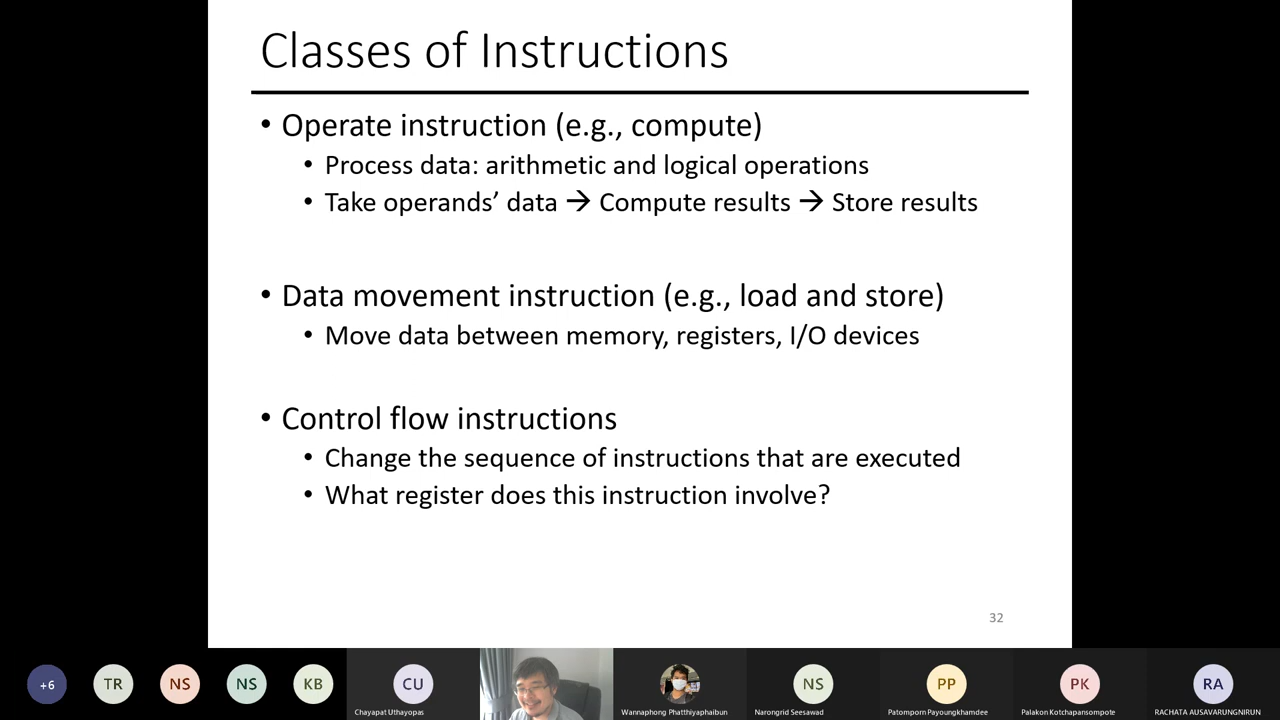 Classes of Instructions
• Operate instruction (e.g., compute)
• Process data: arithmetic and logical operations
• Take operands’ data → Compute results → Store results
• Data movement instruction (e.g., load and store)
• Move data between memory, registers, I/O devices
• Control flow instructions
• Change the sequence of instructions that are executed
• What register does this instruction involve?
32
+6
TR
NS
NS
KB
CU
NS
PP
PK
RA
Chayapat Uthayopas
Wannaphong Phatthiyaphaibun
Narongrid Seesawad
Patomporn Payoungkhamdee
Palakon Kotchapansompote
RACHATA AUSAVARUNGNIRUN